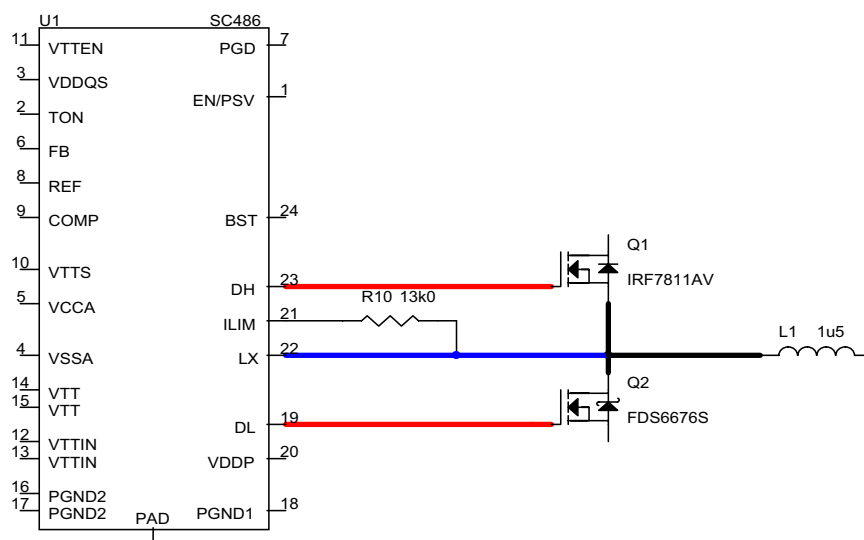 U1 SC486
11 VTTEN PGD 7
3 VDDQS
EN/PSV 1
2 TON
6 FB
8 REF
9 COMP BST 24
Q1
10 VTTS
IRF7811AV
DH 23
R10 13k0
5 VCCA
ILIM 21
L1 1u5
4 VSSA LX 22
Q2
14 VTT
15 VTT
FDS6676S
DL 19
12 VTTIN
13 VTTIN VDDP 20
16 PGND2
17 PGND2 PGND1 18
PAD